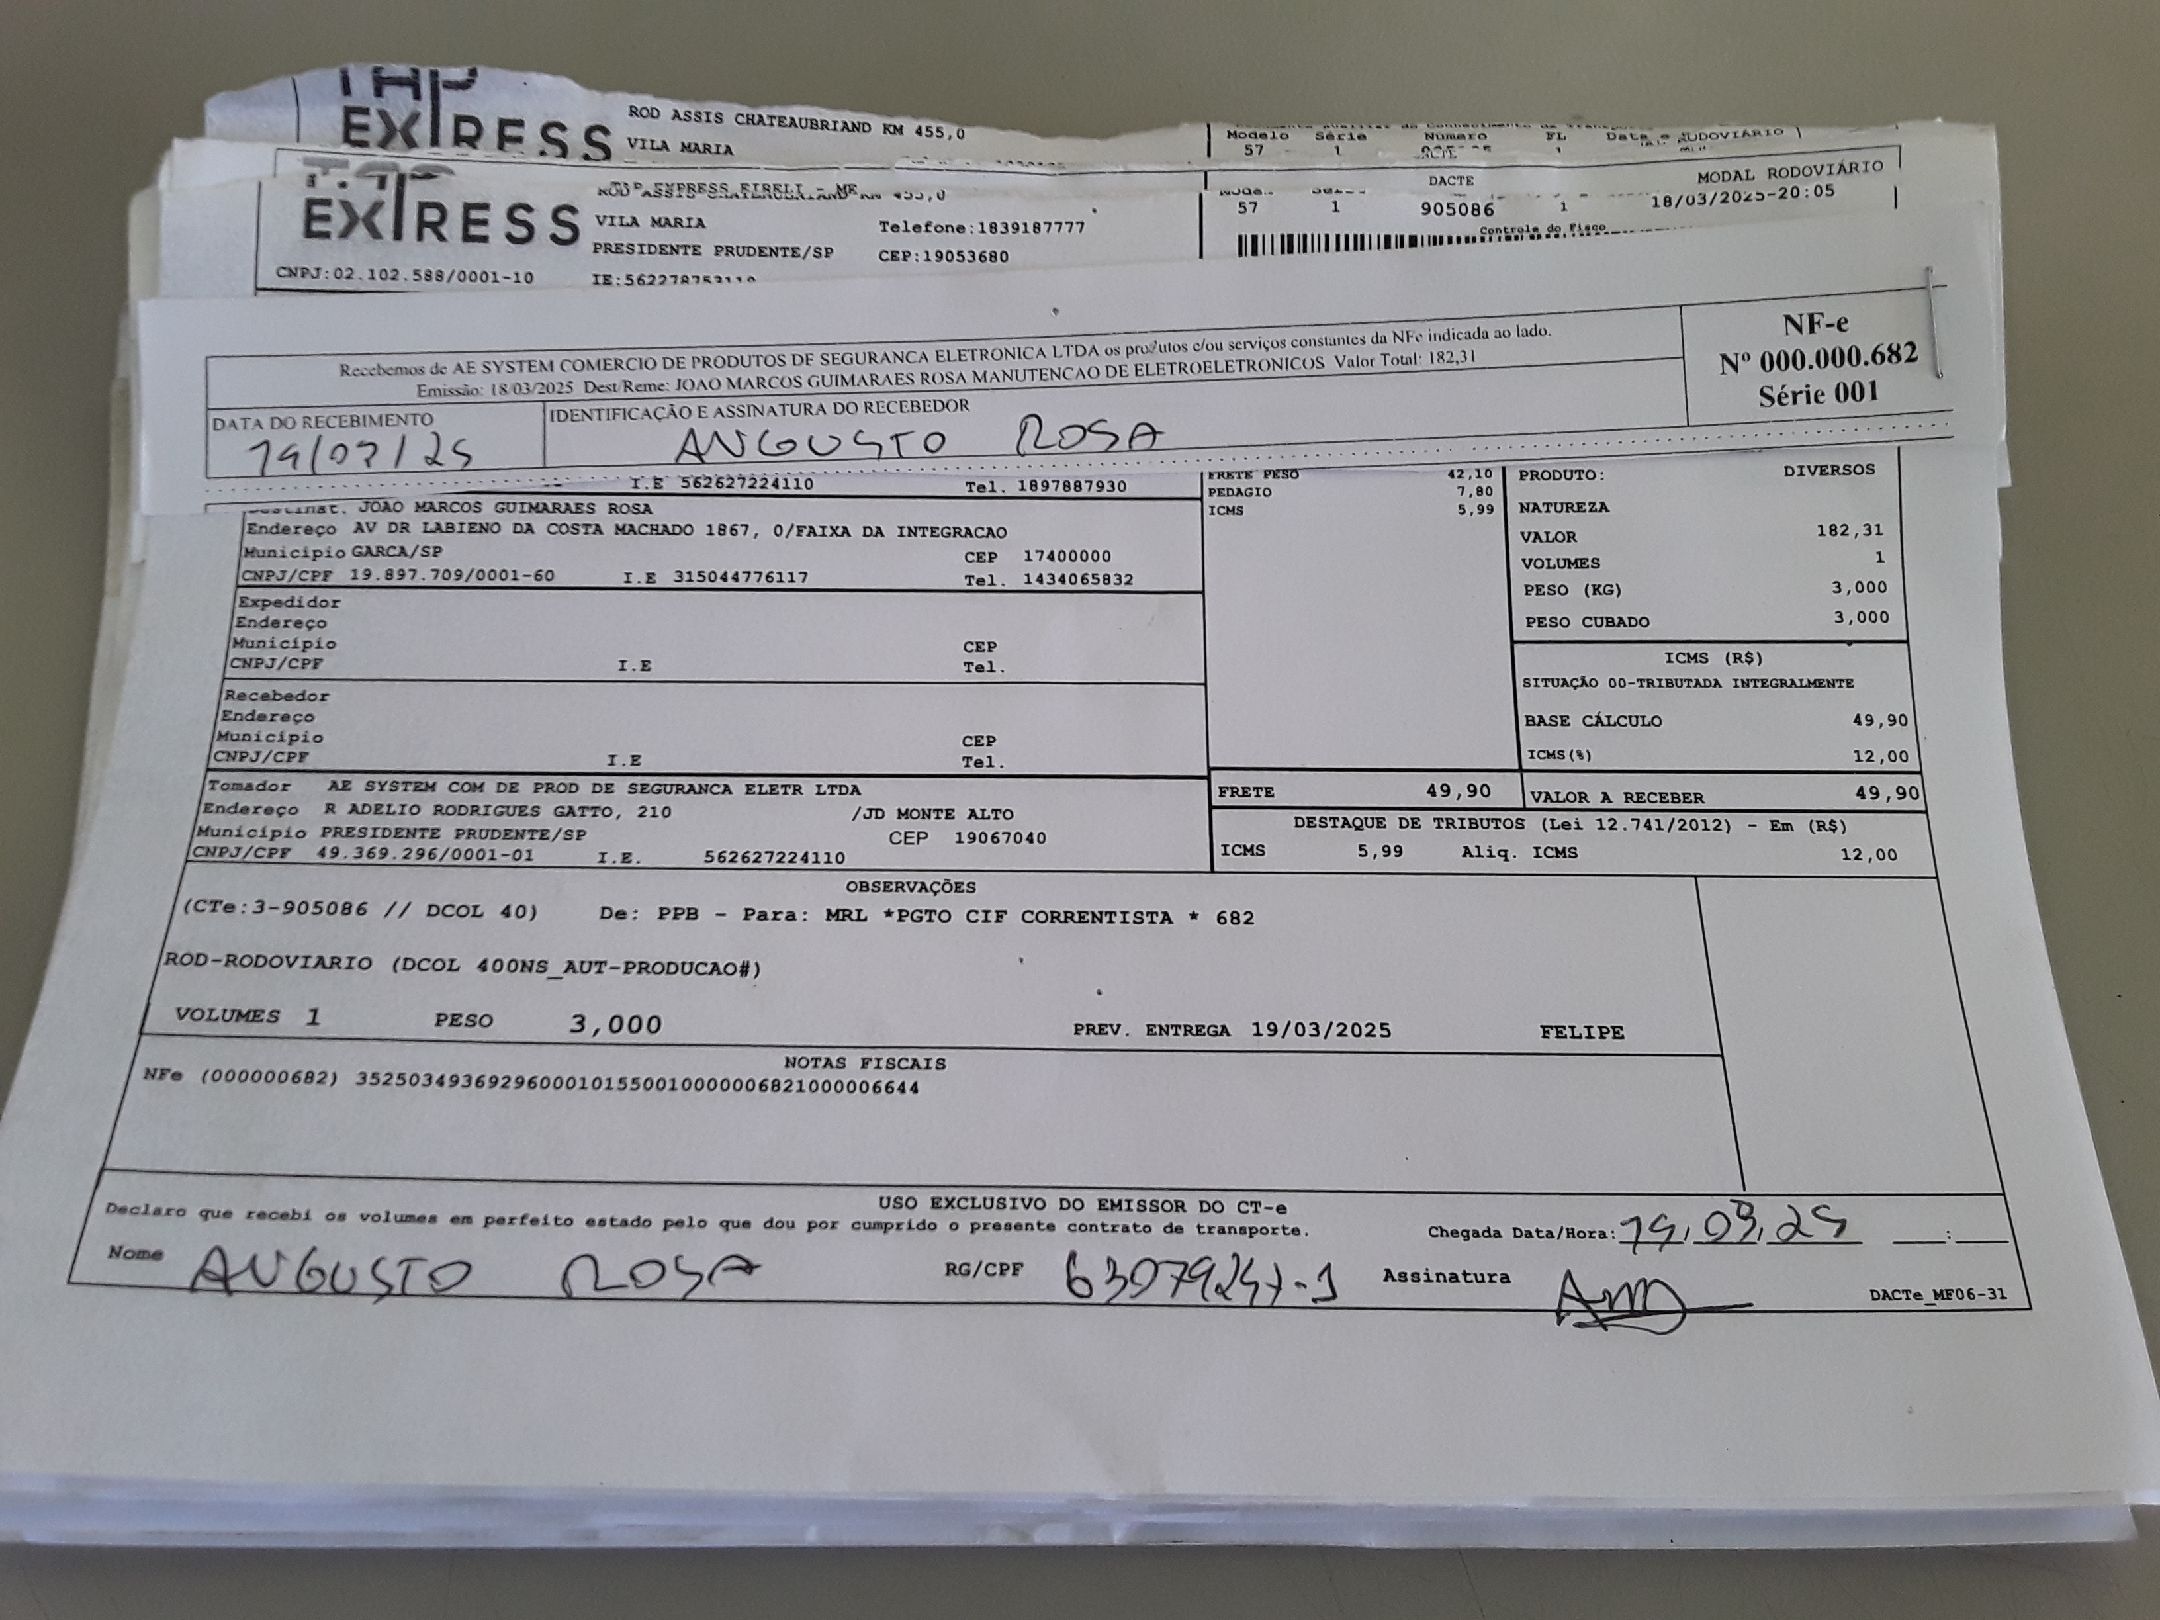 EXPRESS
ROD ASSIS CHATEAUBRIAND KM 455,0
VILA MARIA
Modelo Série Número FL
57 1 1
DACTE
MODAL RODOVIÁRIO
EXPRESS
VILA MARIA Telefone:1839187777
PRESIDENTE PRUDENTE/SP CEP:19053680
CNPJ:02.102.588/0001-10
57 1 905086 1 18/03/2025-20:05
Controle do Fisco
Recebemos de AE SYSTEM COMERCIO DE PRODUTOS DE SEGURANCA ELETRONICA LTDA os produtos e/ou serviços constantes da NFe indicada ao lado.
Emissão: 18/03/2025 Dest/Reme: JOAO MARCOS GUIMARAES ROSA MANUTENCAO DE ELETROELETRONICOS Valor Total: 182,31
NF-e
Nº 000.000.682
Série 001
DATA DO RECEBIMENTO
19/03/25
IDENTIFICAÇÃO E ASSINATURA DO RECEBEDOR
ANGUSTO ROSA
I.E 562627224110 Tel. 1897887930
JOAO MARCOS GUIMARAES ROSA
Endereço AV DR LABIENO DA COSTA MACHADO 1867, 0/FAIXA DA INTEGRACAO
Município GARCA/SP CEP 17400000
CNPJ/CPF 19.897.709/0001-60 I.E 315044776117 Tel. 1434065832
Expedidor
Endereço
Município CEP
CNPJ/CPF I.E Tel.
Recebedor
Endereço
Município CEP
CNPJ/CPF I.E Tel.
Tomador AE SYSTEM COM DE PROD DE SEGURANCA ELETR LTDA
Endereço R ADELIO RODRIGUES GATTO, 210 /JD MONTE ALTO
Município PRESIDENTE PRUDENTE/SP CEP 19067040
CNPJ/CPF 49.369.296/0001-01 I.E. 562627224110
FRETE PESO 42,10
PEDAGIO 7,80
ICMS 5,99
PRODUTO: DIVERSOS
NATUREZA
VALOR 182,31
VOLUMES 1
PESO (KG) 3,000
PESO CUBADO 3,000
ICMS (R$)
SITUAÇÃO 00-TRIBUTADA INTEGRALMENTE
BASE CÁLCULO 49,90
ICMS(%) 12,00
FRETE 49,90
VALOR A RECEBER 49,90
DESTAQUE DE TRIBUTOS (Lei 12.741/2012) - Em (R$)
ICMS 5,99 Aliq. ICMS 12,00
OBSERVAÇÕES
(CTe:3-905086 // DCOL 40) De: PPB - Para: MRL *PGTO CIF CORRENTISTA * 682
ROD-RODOVIARIO (DCOL 400NS_AUT-PRODUCAO#)
VOLUMES 1 PESO 3,000 PREV. ENTREGA 19/03/2025 FELIPE
NOTAS FISCAIS
NFe (000000682) 35250349369296000101550010000006821000006644
USO EXCLUSIVO DO EMISSOR DO CT-e
Declaro que recebi os volumes em perfeito estado pelo que dou por cumprido o presente contrato de transporte.
Chegada Data/Hora: 19,03,25 :
Nome ANGUSTO ROSA RG/CPF Assinatura
DACTe_MF06-31